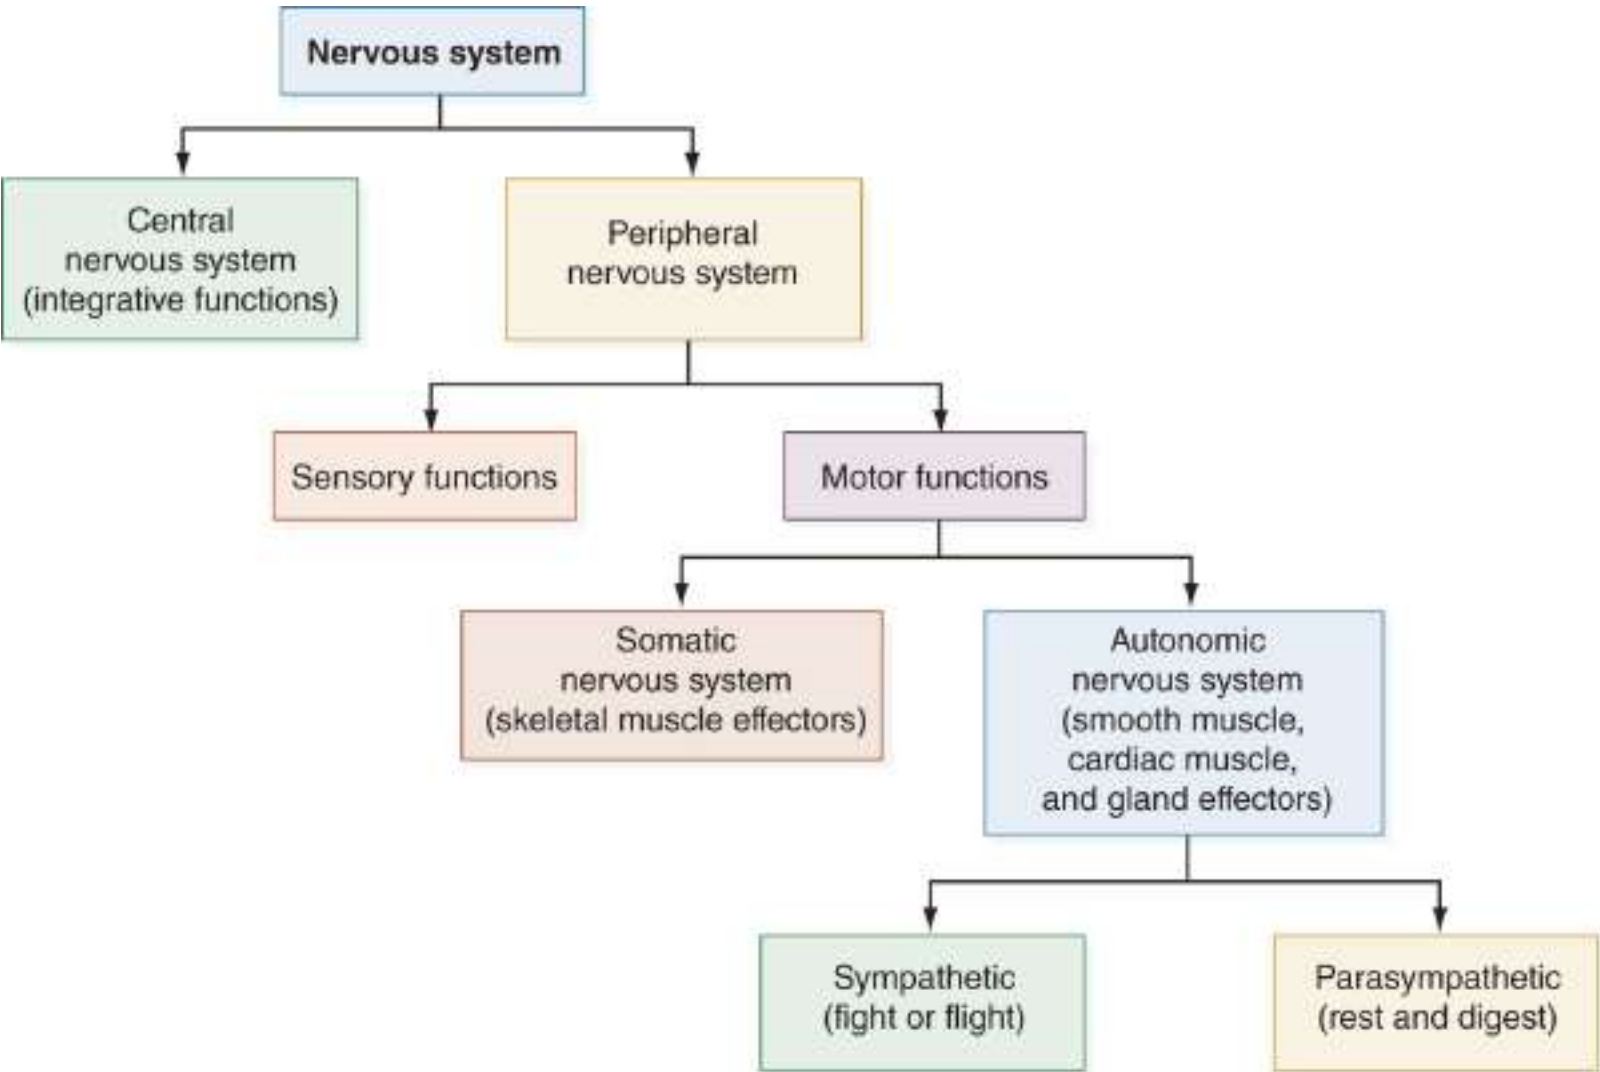 Nervous system
Central
nervous system
(integrative functions)
Peripheral
nervous system
Sensory functions
Motor functions
Somatic
nervous system
(skeletal muscle effectors)
Autonomic
nervous system
(smooth muscle,
cardiac muscle,
and gland effectors)
Sympathetic
(fight or flight)
Parasympathetic
(rest and digest)